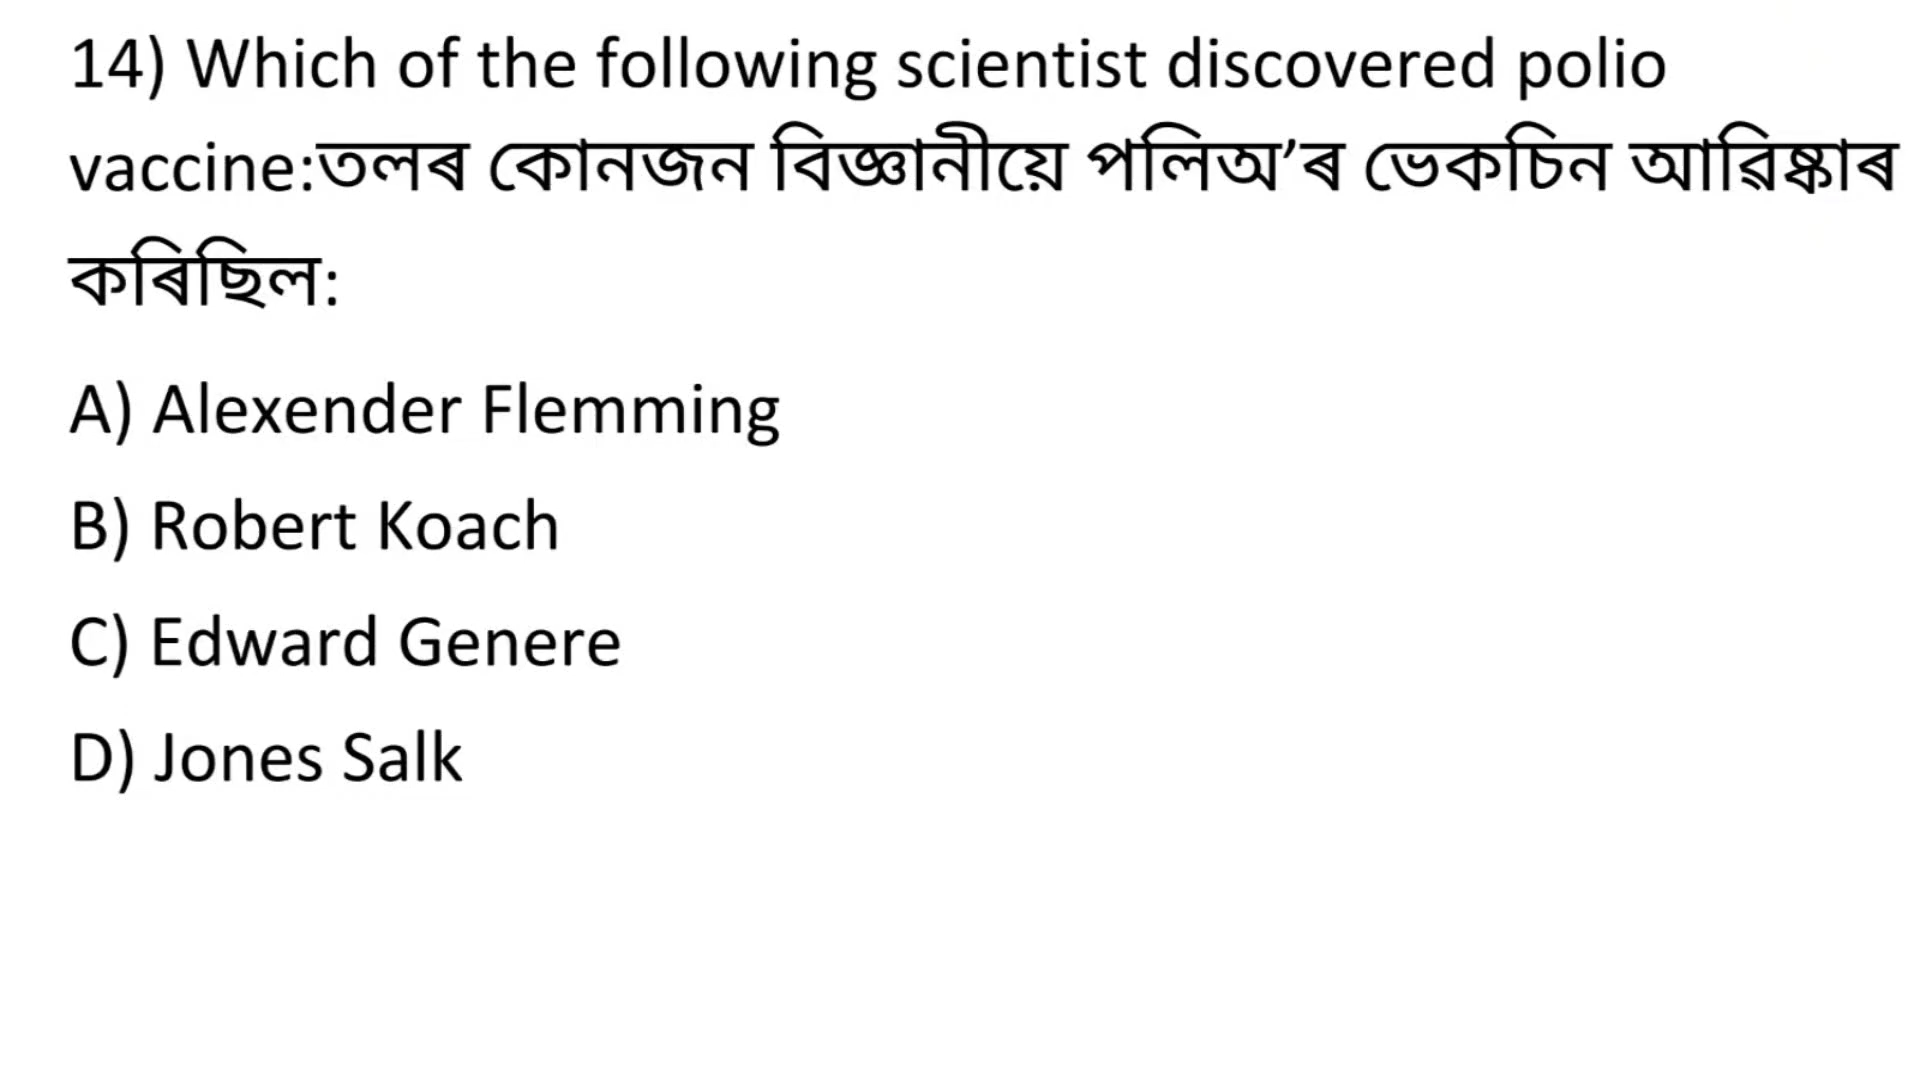 14) Which of the following scientist discovered polio
vaccine:তলৰ কোনজন বিজ্ঞানীয়ে পলিঅ’ৰ ভেকচিন আৱিষ্কাৰ
কৰিছিল:
A) Alexender Flemming
B) Robert Koach
C) Edward Genere
D) Jones Salk